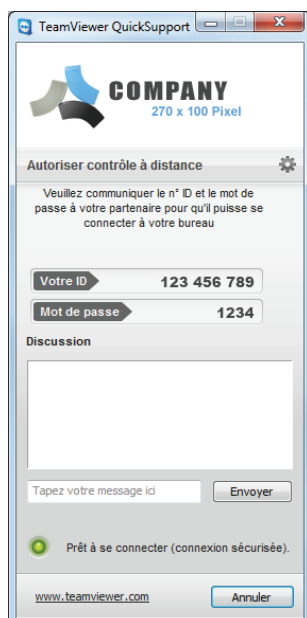 TeamViewer QuickSupport
COMPANY
270 x 100 Pixel
Autoriser contrôle à distance
Veuillez communiquer le n° ID et le mot de
passe à votre partenaire pour qu'il puisse se
connecter à votre bureau
Votre ID 123 456 789
Mot de passe 1234
Discussion
Tapez votre message ici Envoyer
Prêt à se connecter (connexion sécurisée).
www.teamviewer.com Annuler